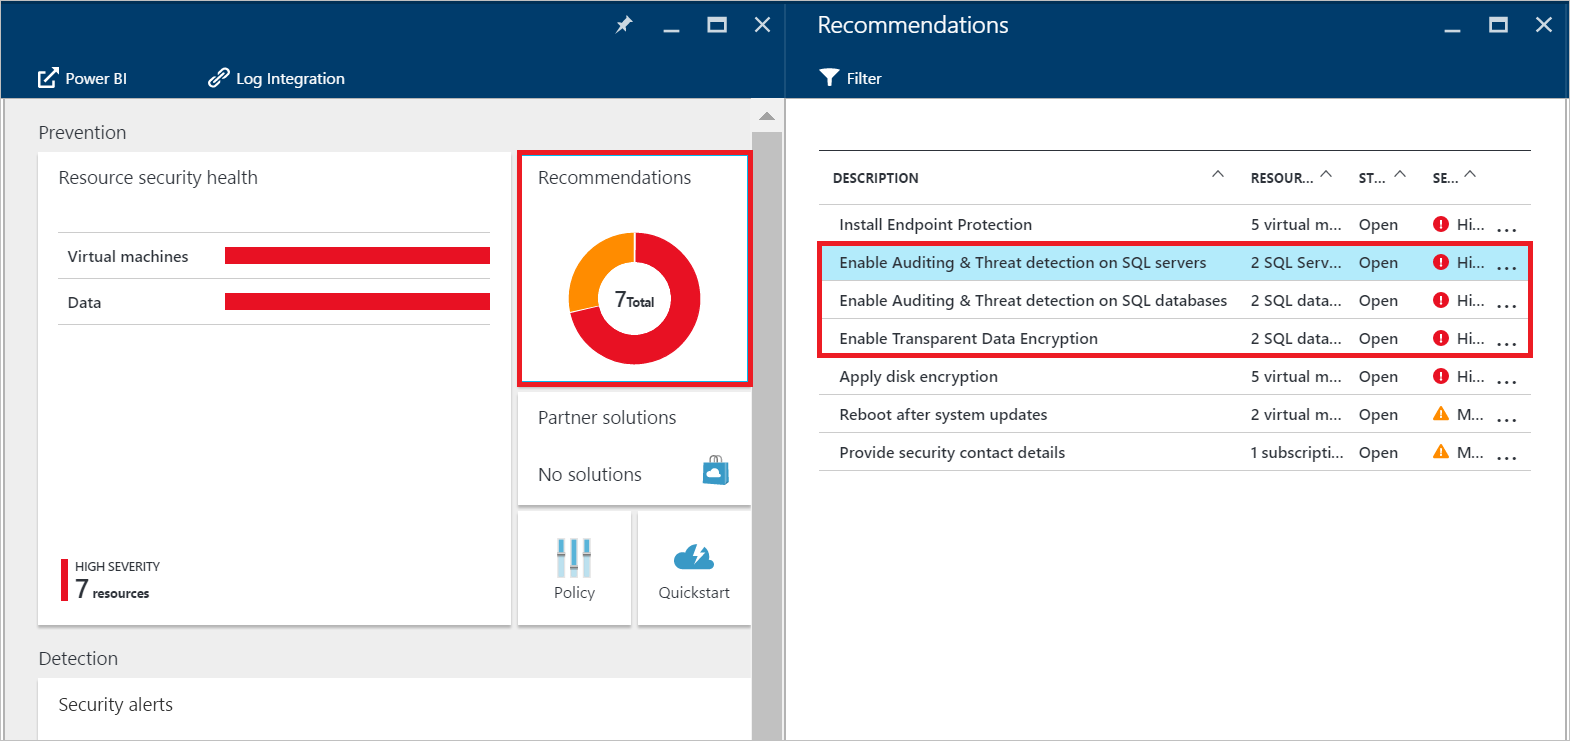 Power BI
Log Integration
Prevention
Resource security health
Virtual machines
Data
HIGH SEVERITY
7 resources
Recommendations
7 Total
Partner solutions
No solutions
Policy
Quickstart
Detection
Security alerts
Recommendations
Filter
DESCRIPTION RESOUR... ST... SE...
Install Endpoint Protection 5 virtual m... Open Hi... ...
Enable Auditing & Threat detection on SQL servers 2 SQL Serv... Open Hi... ...
Enable Auditing & Threat detection on SQL databases 2 SQL data... Open Hi... ...
Enable Transparent Data Encryption 2 SQL data... Open Hi... ...
Apply disk encryption 5 virtual m... Open Hi... ...
Reboot after system updates 2 virtual m... Open M... ...
Provide security contact details 1 subscripti... Open M... ...